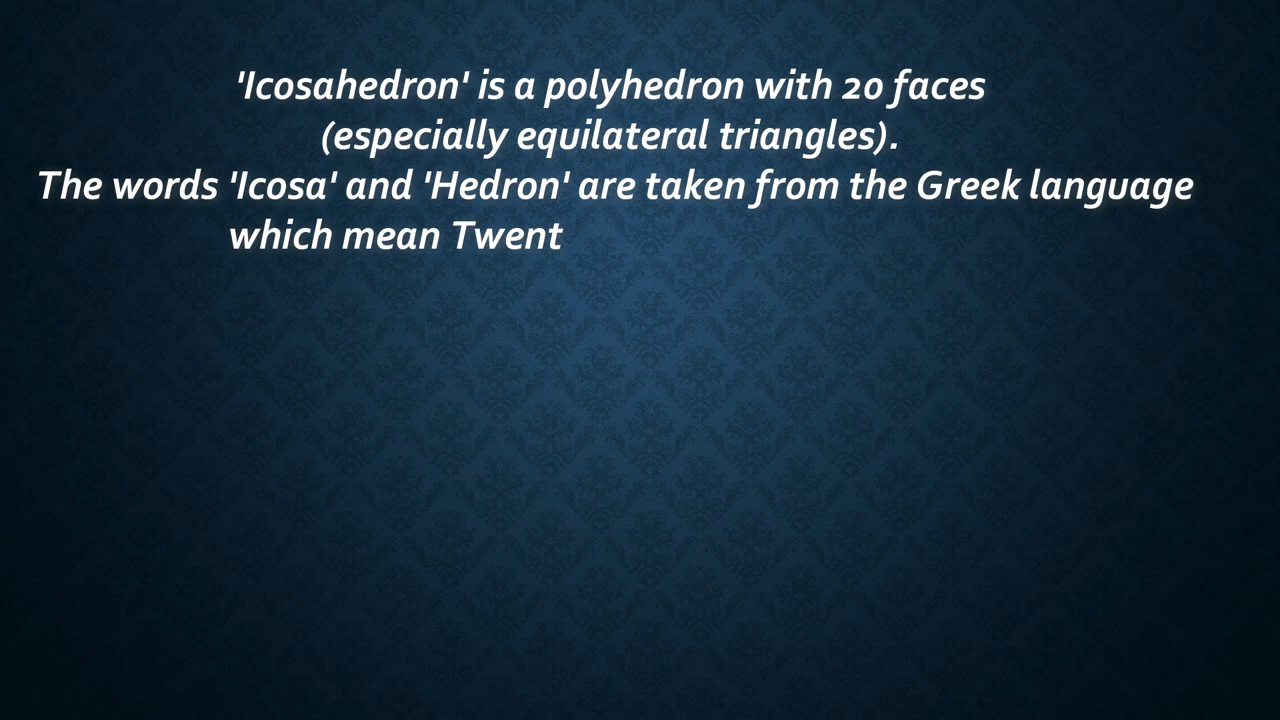 'Icosahedron' is a polyhedron with 20 faces
(especially equilateral triangles).
The words 'Icosa' and 'Hedron' are taken from the Greek language
which mean Twent